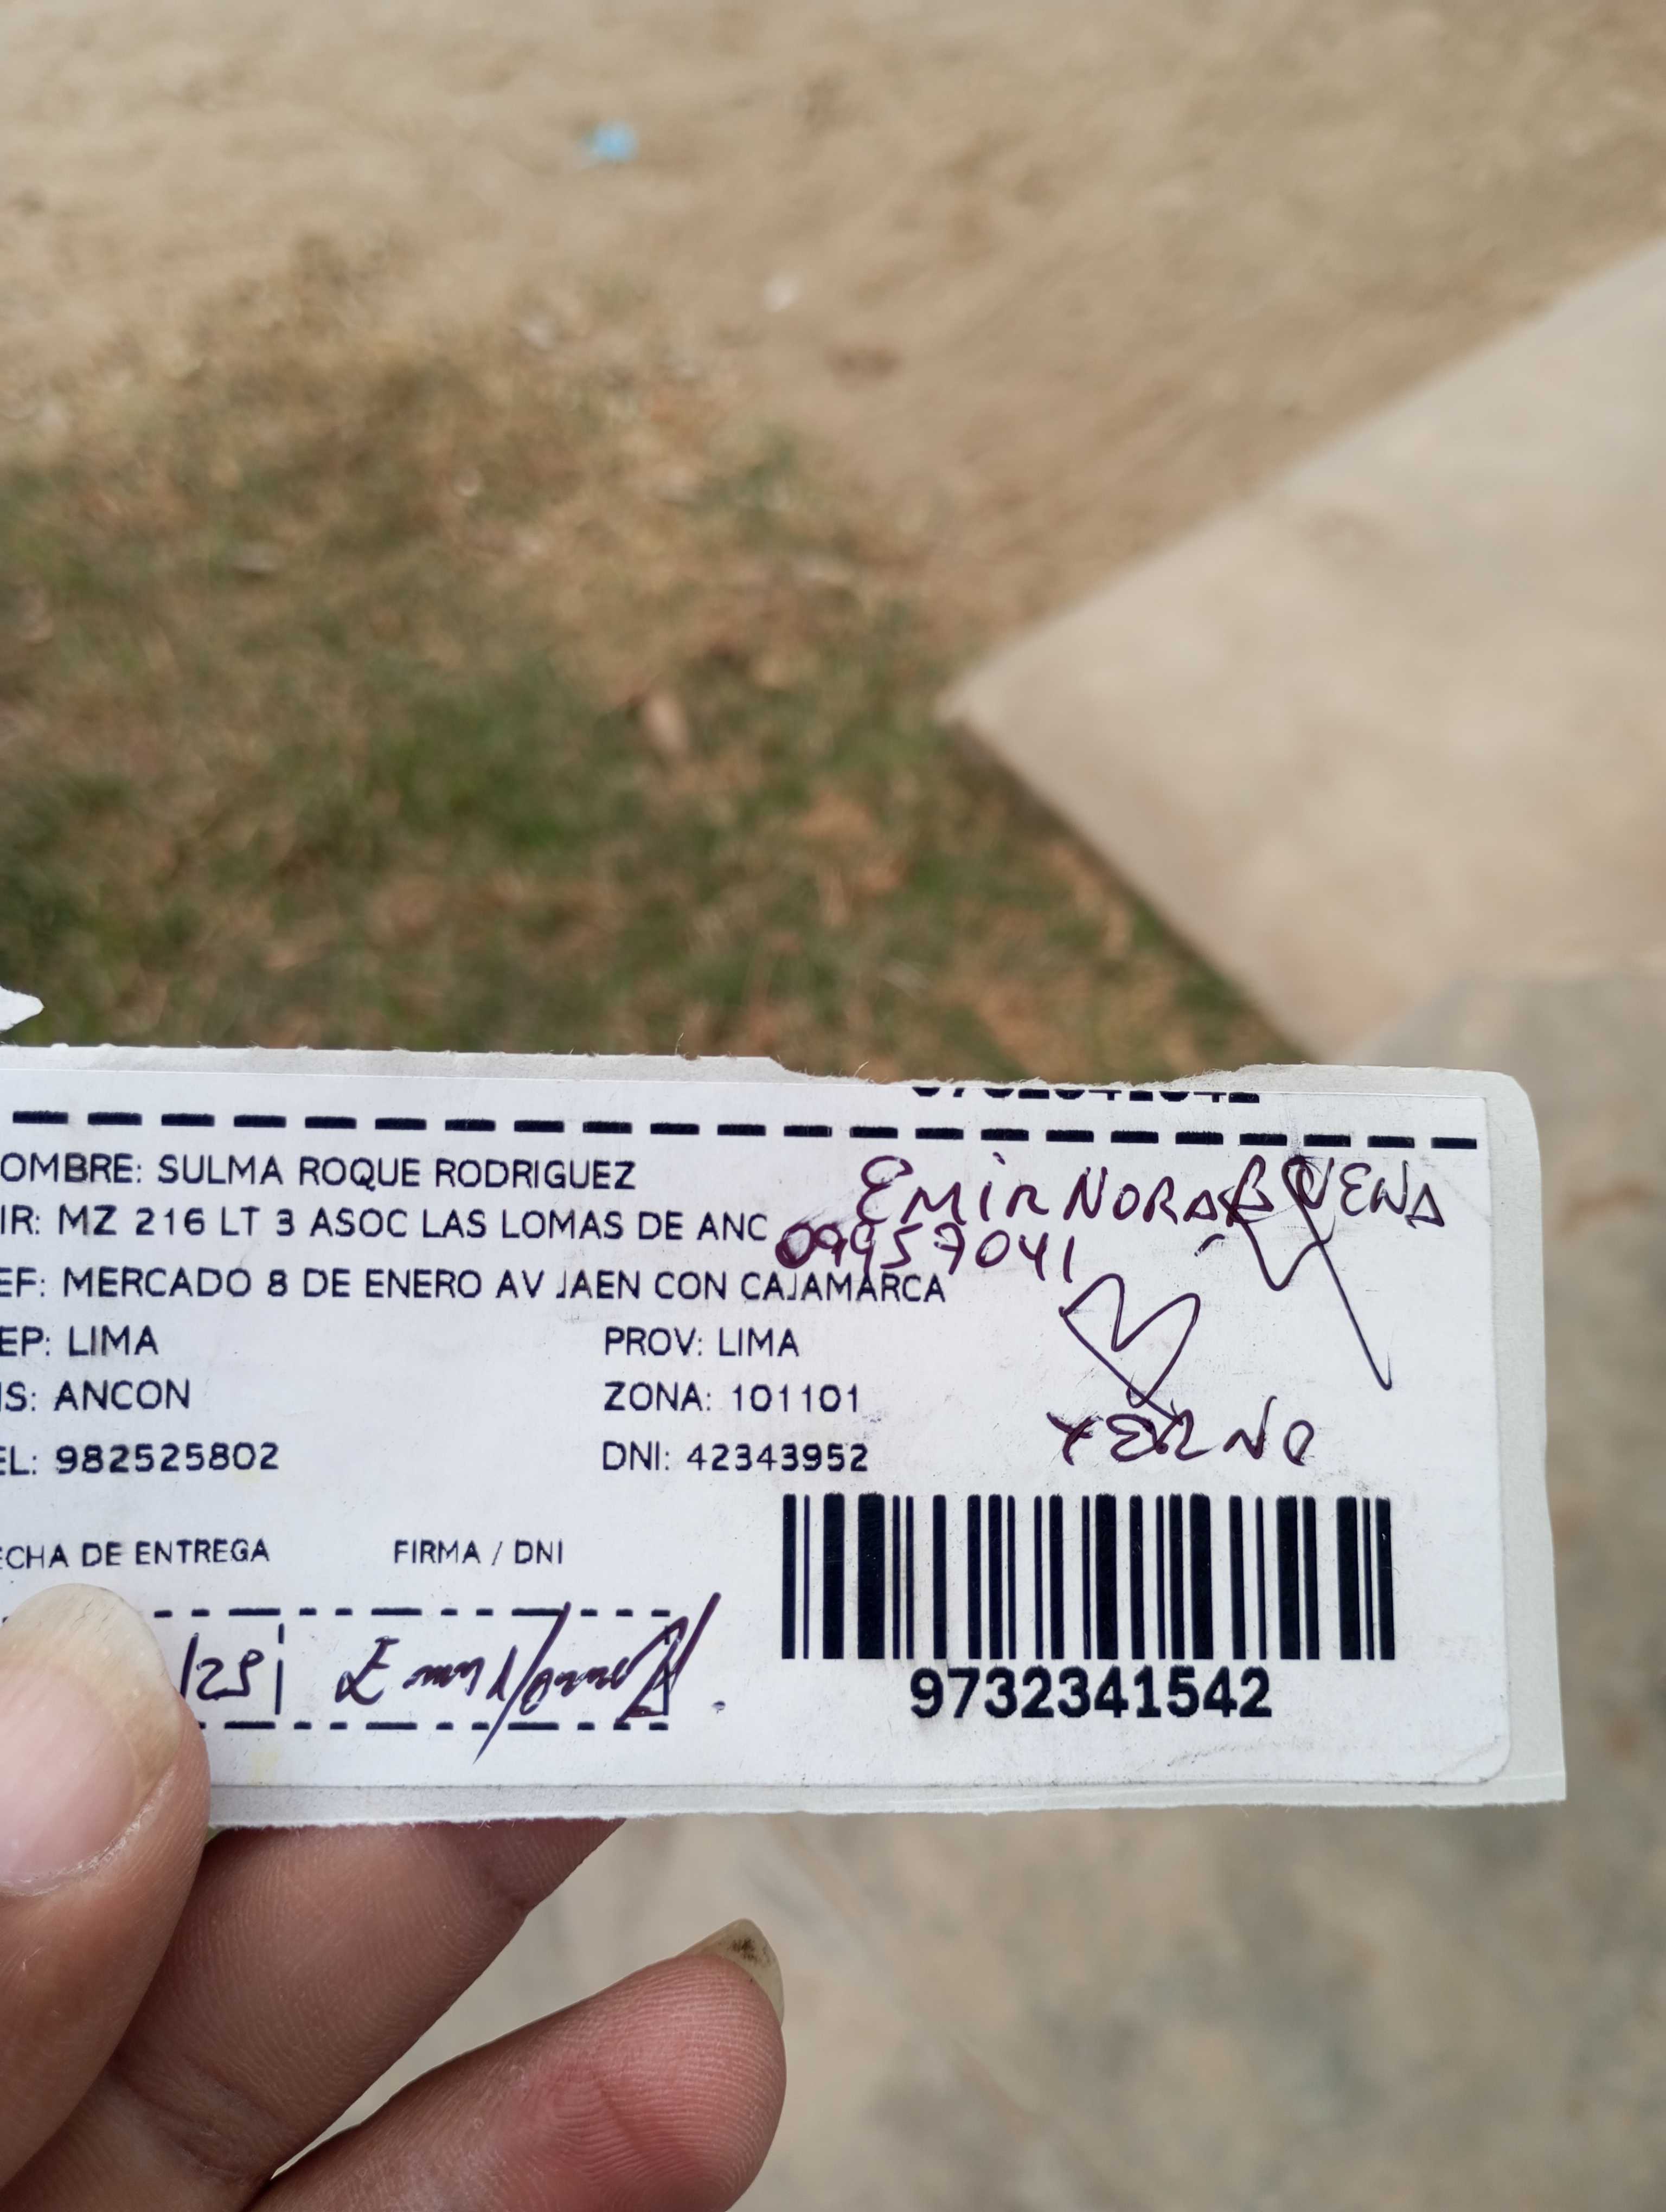 OMBRE: SULMA ROQUE RODRIGUEZ
EMIR NORABUENA
IR: MZ 216 LT 3 ASOC LAS LOMAS DE ANC
09957041
EF: MERCADO 8 DE ENERO AV JAEN CON CAJAMARCA
EP: LIMA PROV: LIMA
IS: ANCON ZONA: 101101
YERNO
EL: 982525802 DNI: 42343952
ECHA DE ENTREGA FIRMA / DNI
9732341542